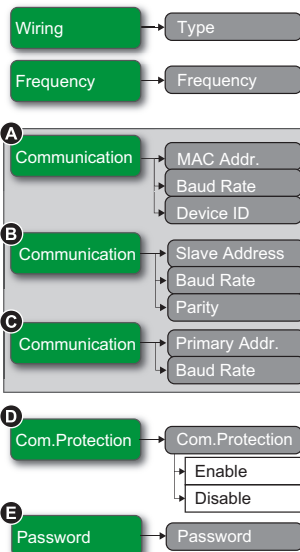 Wiring
Type
Frequency
Frequency
A
Communication
MAC Addr.
Baud Rate
Device ID
B
Communication
Slave Address
Baud Rate
Parity
C
Communication
Primary Addr.
Baud Rate
D
Com.Protection
Com.Protection
Enable
Disable
E
Password
Password